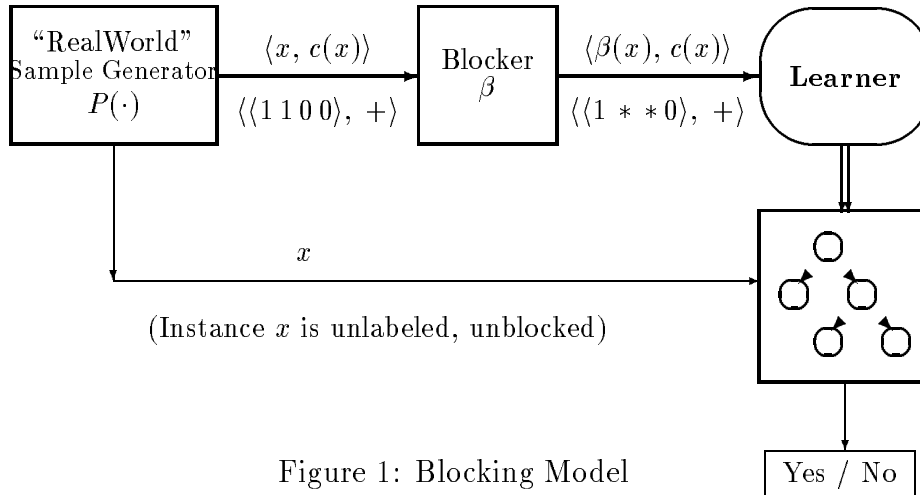 “RealWorld”
Sample Generator
P(·)
⟨x, c(x)⟩
⟨⟨1 1 0 0⟩, +⟩
Blocker
β
⟨β(x), c(x)⟩
⟨⟨1 * * 0⟩, +⟩
Learner
x
(Instance x is unlabeled, unblocked)
Figure 1: Blocking Model
Yes / No